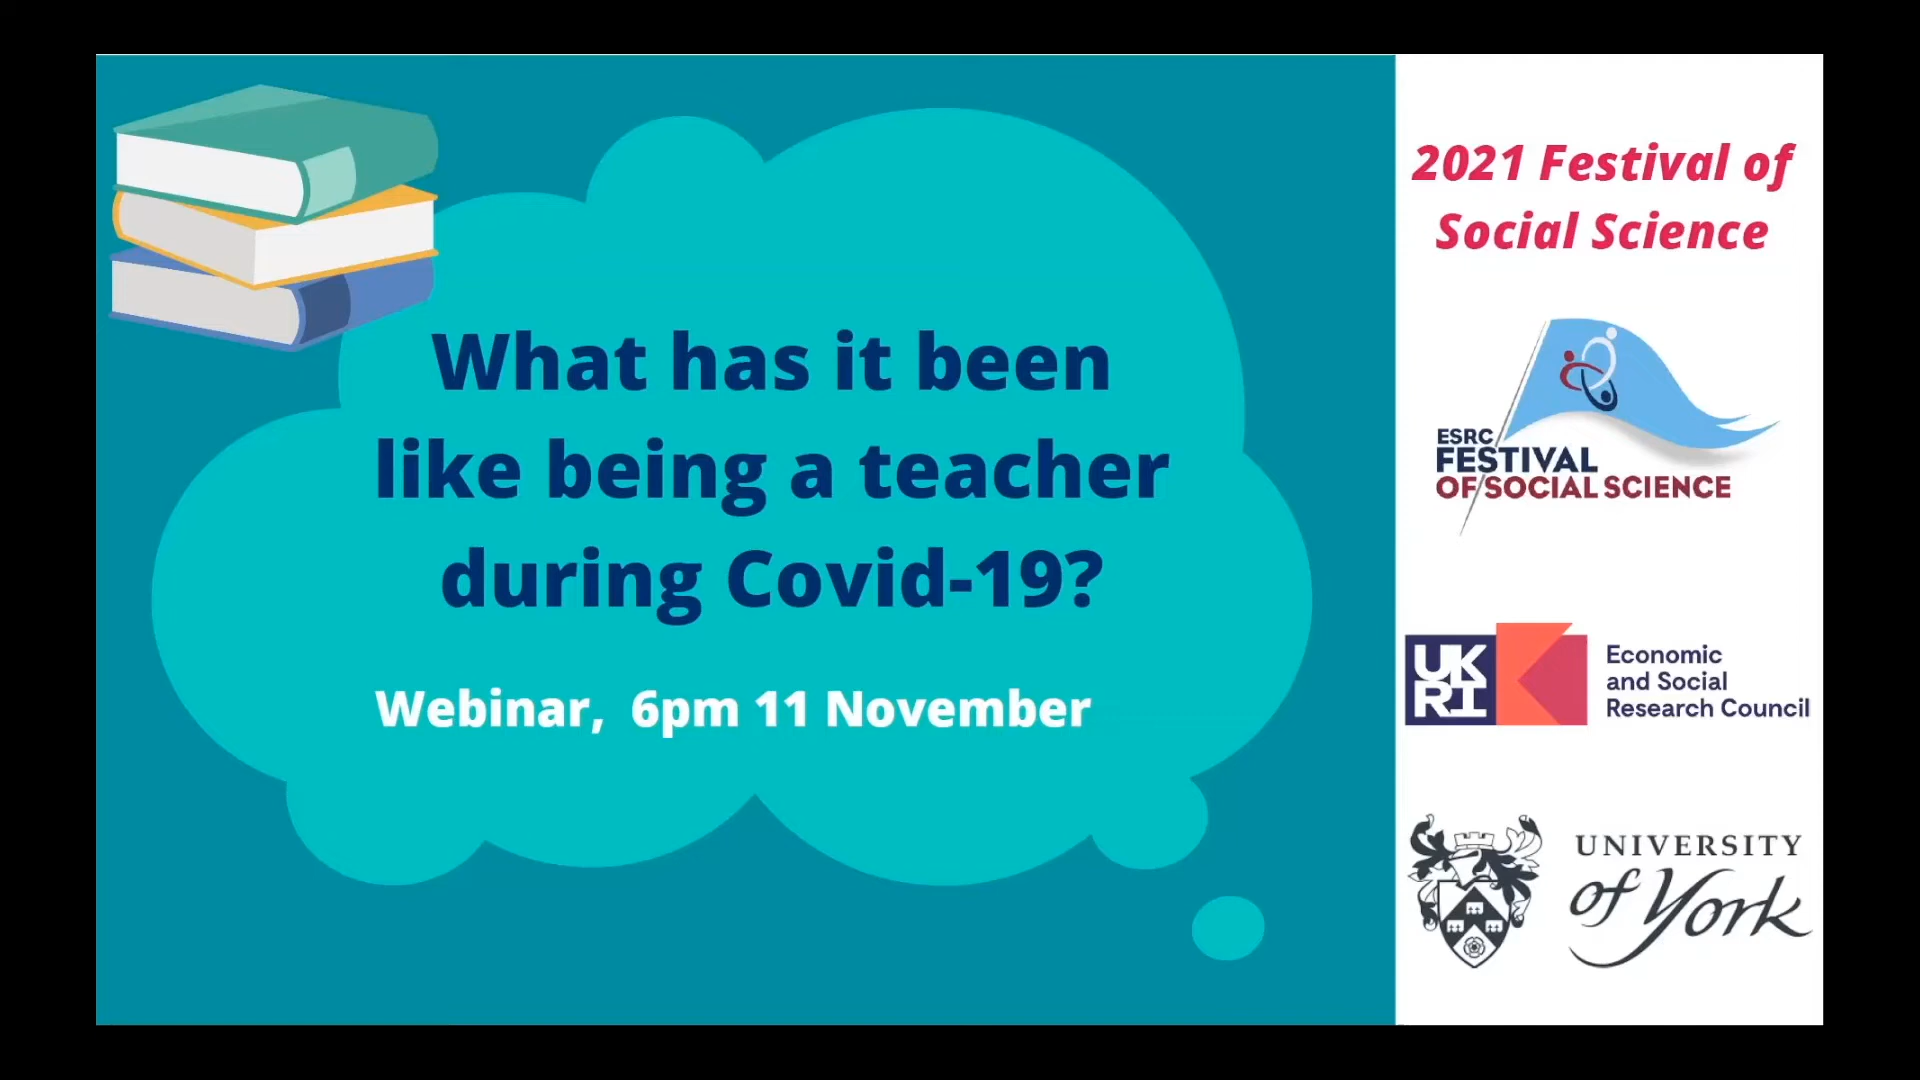 What has it been
like being a teacher
during Covid-19?
Webinar, 6pm 11 November
2021 Festival of
Social Science
ESRC
FESTIVAL
OF SOCIAL SCIENCE
UK
RI
Economic
and Social
Research Council
UNIVERSITY
of York